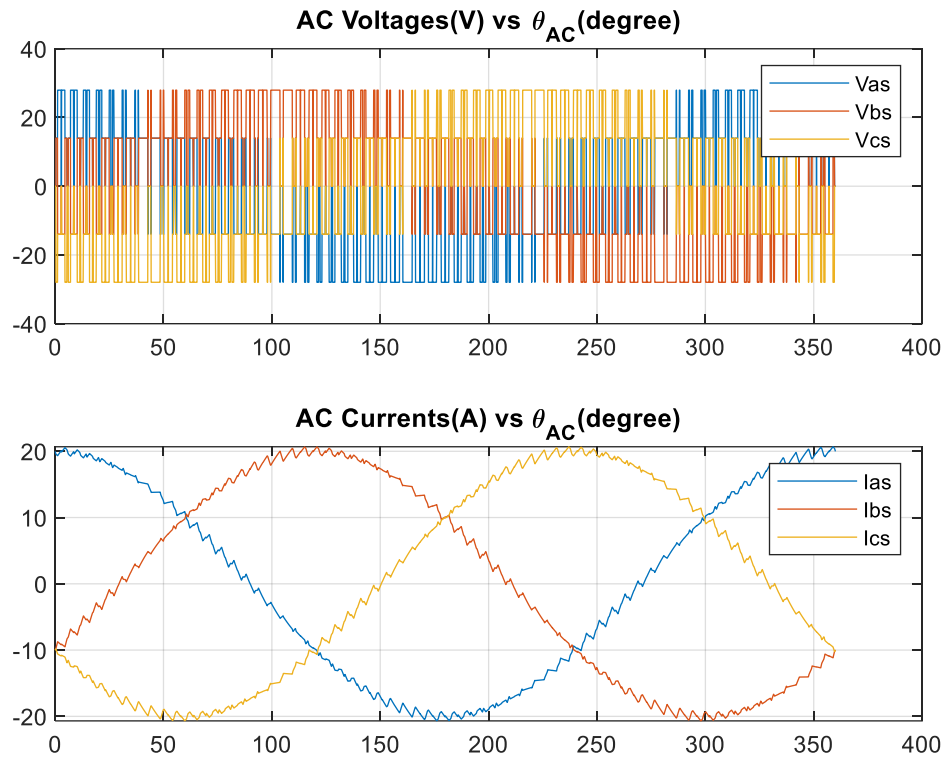 AC Voltages(V) vs θ_AC(degree)
40
20
0
-20
-40
0 50 100 150 200 250 300 350 400
Vas
Vbs
Vcs
AC Currents(A) vs θ_AC(degree)
20
10
0
-10
-20
0 50 100 150 200 250 300 350 400
Ias
Ibs
Ics